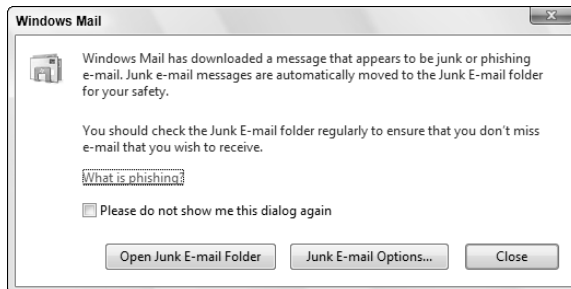 Windows Mail
Windows Mail has downloaded a message that appears to be junk or phishing
e-mail. Junk e-mail messages are automatically moved to the Junk E-mail folder
for your safety.
You should check the Junk E-mail folder regularly to ensure that you don't miss
e-mail that you wish to receive.
What is phishing?
Please do not show me this dialog again
Open Junk E-mail Folder Junk E-mail Options... Close